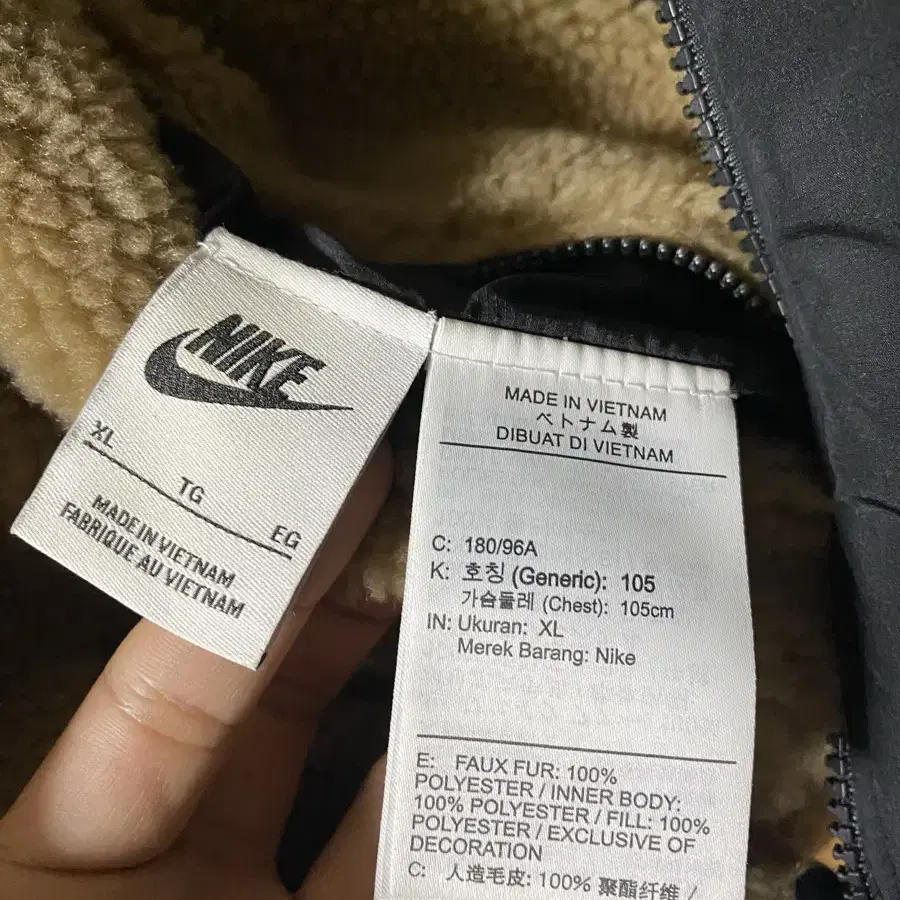 NIKE
XL
TG
EG
MADE IN VIETNAM
FABRIQUE AU VIETNAM
MADE IN VIETNAM
ベトナム製
DIBUAT DI VIETNAM
C: 180/96A
K: 호칭 (Generic): 105
가슴둘레 (Chest): 105cm
IN: Ukuran: XL
Merek Barang: Nike
E: FAUX FUR: 100%
POLYESTER / INNER BODY:
100% POLYESTER / FILL: 100%
POLYESTER / EXCLUSIVE OF
DECORATION
C: 人造毛皮: 100% 聚酯纤维 /